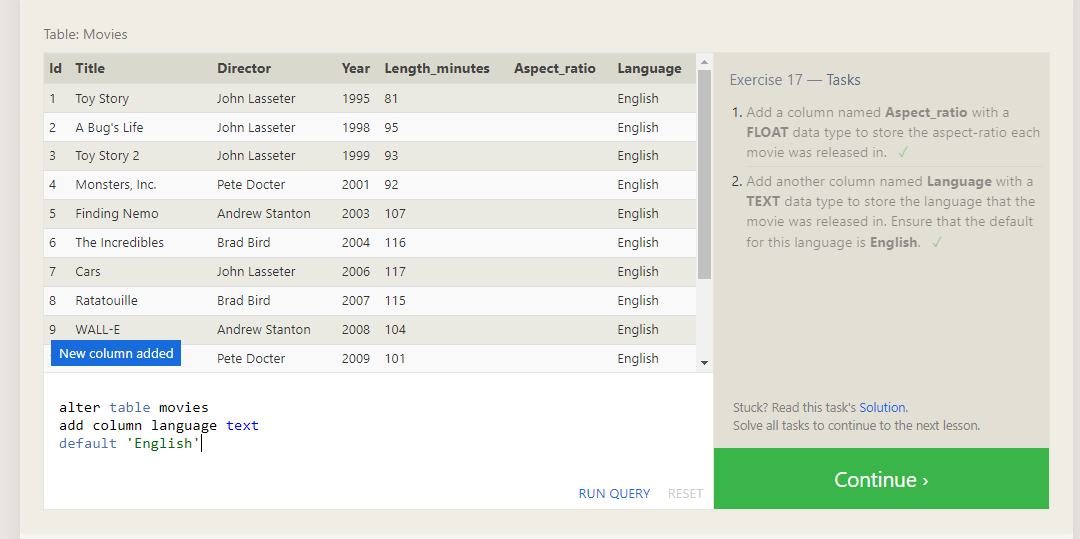 Table: Movies
Id Title Director Year Length_minutes Aspect_ratio Language
1 Toy Story John Lasseter 1995 81 English
2 A Bug's Life John Lasseter 1998 95 English
3 Toy Story 2 John Lasseter 1999 93 English
4 Monsters, Inc. Pete Docter 2001 92 English
5 Finding Nemo Andrew Stanton 2003 107 English
6 The Incredibles Brad Bird 2004 116 English
7 Cars John Lasseter 2006 117 English
8 Ratatouille Brad Bird 2007 115 English
9 WALL-E Andrew Stanton 2008 104 English
New column added Pete Docter 2009 101 English
alter table movies
add column language text
default 'English'
RUN QUERY RESET
Exercise 17 — Tasks
1. Add a column named Aspect_ratio with a
FLOAT data type to store the aspect-ratio each
movie was released in. ✓
2. Add another column named Language with a
TEXT data type to store the language that the
movie was released in. Ensure that the default
for this language is English. ✓
Stuck? Read this task's Solution.
Solve all tasks to continue to the next lesson.
Continue ›